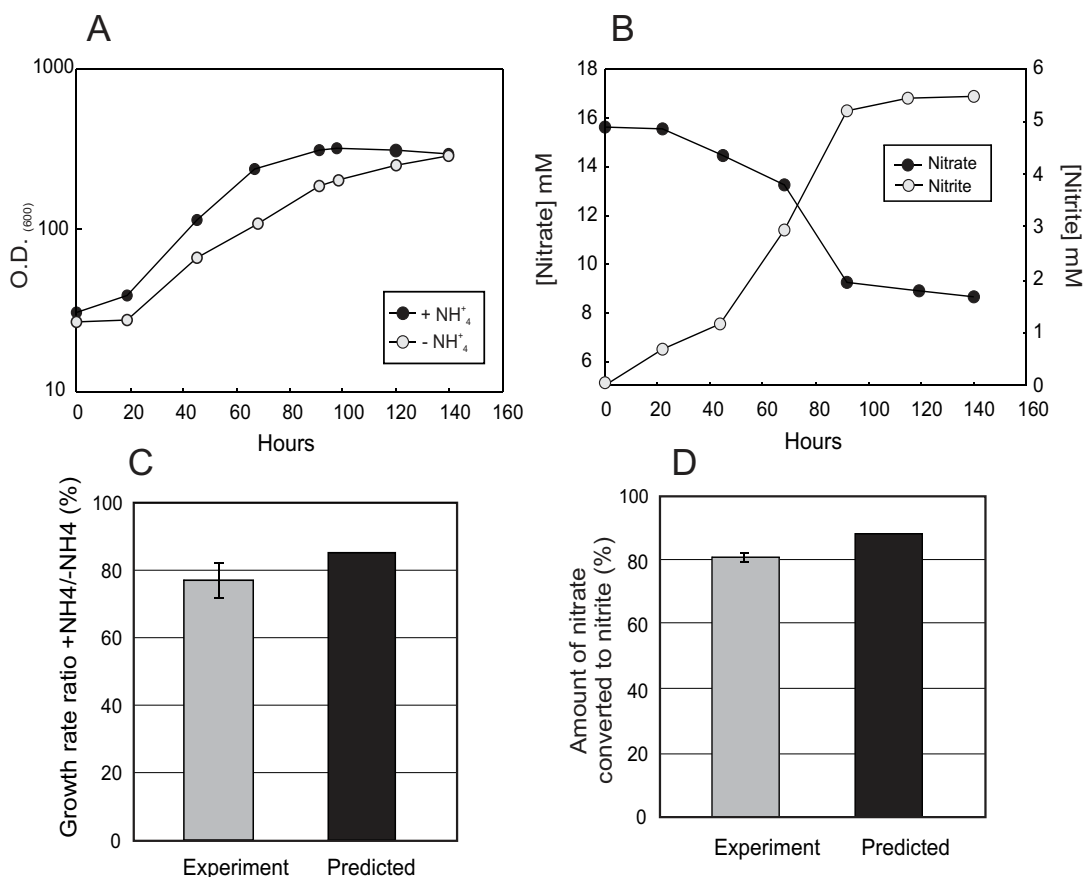 A
1000
100
10
O.D. (600)
0 20 40 60 80 100 120 140 160
Hours
+ NH+4
- NH+4
B
18
16
14
12
10
8
6
[Nitrate] mM
6
5
4
3
2
1
0
[Nitrite] mM
Nitrate
Nitrite
0 20 40 60 80 100 120 140 160
Hours
C
100
80
60
40
20
0
Growth rate ratio +NH4/-NH4 (%)
Experiment Predicted
D
100
80
60
40
20
0
Amount of nitrate
converted to nitrite (%)
Experiment Predicted